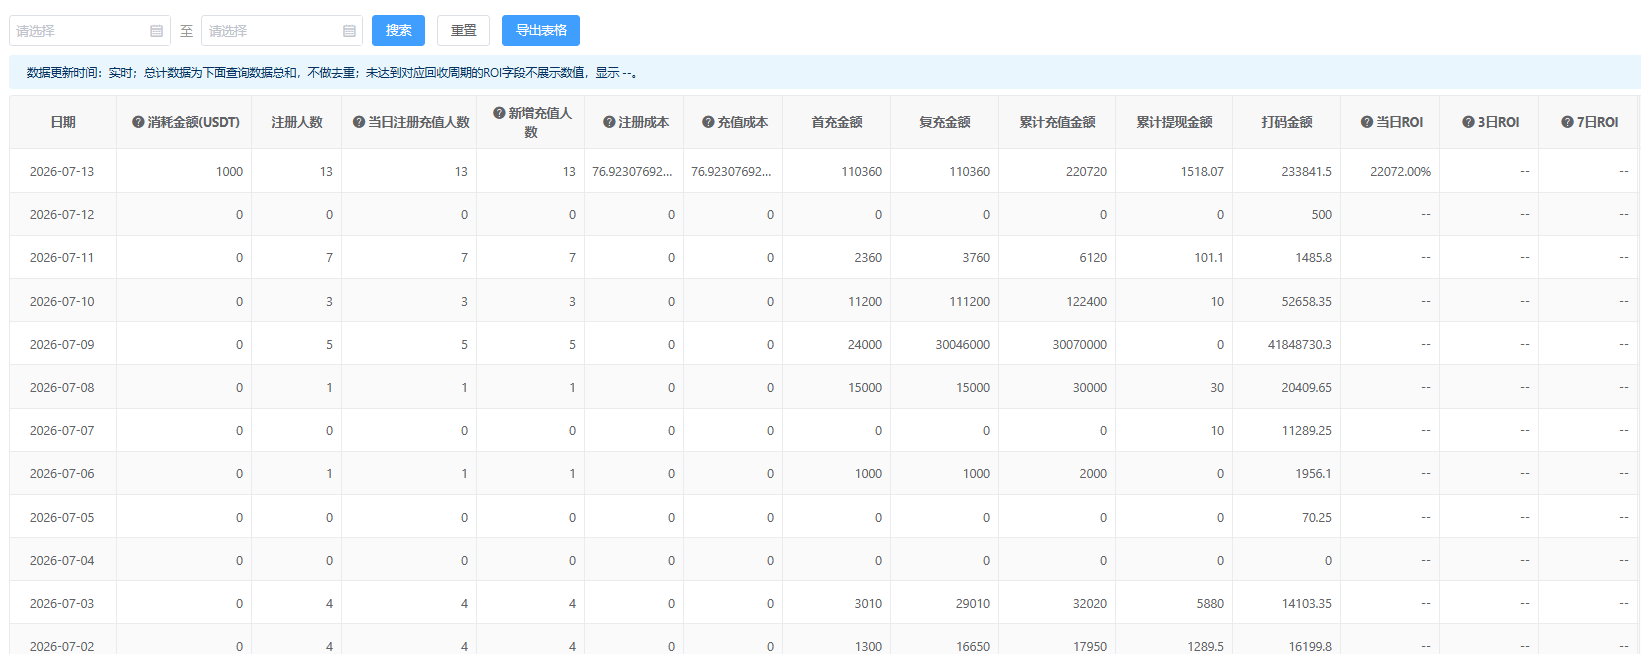 请选择 至 请选择 搜索 重置 导出表格
数据更新时间：实时；总计数据为下面查询数据总和，不做去重；未达到对应回收周期的ROI字段不展示数值，显示 --。
日期 消耗金额(USDT) 注册人数 当日注册充值人数 新增充值人数 注册成本 充值成本 首充金额 复充金额 累计充值金额 累计提现金额 打码金额 当日ROI 3日ROI 7日ROI
2026-07-13 1000 13 13 13 76.92307692... 76.92307692... 110360 110360 220720 1518.07 233841.5 22072.00% -- --
2026-07-12 0 0 0 0 0 0 0 0 0 0 500 -- -- --
2026-07-11 0 7 7 7 0 0 2360 3760 6120 101.1 1485.8 -- -- --
2026-07-10 0 3 3 3 0 0 11200 111200 122400 10 52658.35 -- -- --
2026-07-09 0 5 5 5 0 0 24000 30046000 30070000 0 41848730.3 -- -- --
2026-07-08 0 1 1 1 0 0 15000 15000 30000 30 20409.65 -- -- --
2026-07-07 0 0 0 0 0 0 0 0 0 10 11289.25 -- -- --
2026-07-06 0 1 1 1 0 0 1000 1000 2000 0 1956.1 -- -- --
2026-07-05 0 0 0 0 0 0 0 0 0 0 70.25 -- -- --
2026-07-04 0 0 0 0 0 0 0 0 0 0 0 -- -- --
2026-07-03 0 4 4 4 0 0 3010 29010 32020 5880 14103.35 -- -- --
2026-07-02 0 4 4 4 0 0 1300 16650 17950 1289.5 16199.8 -- -- --